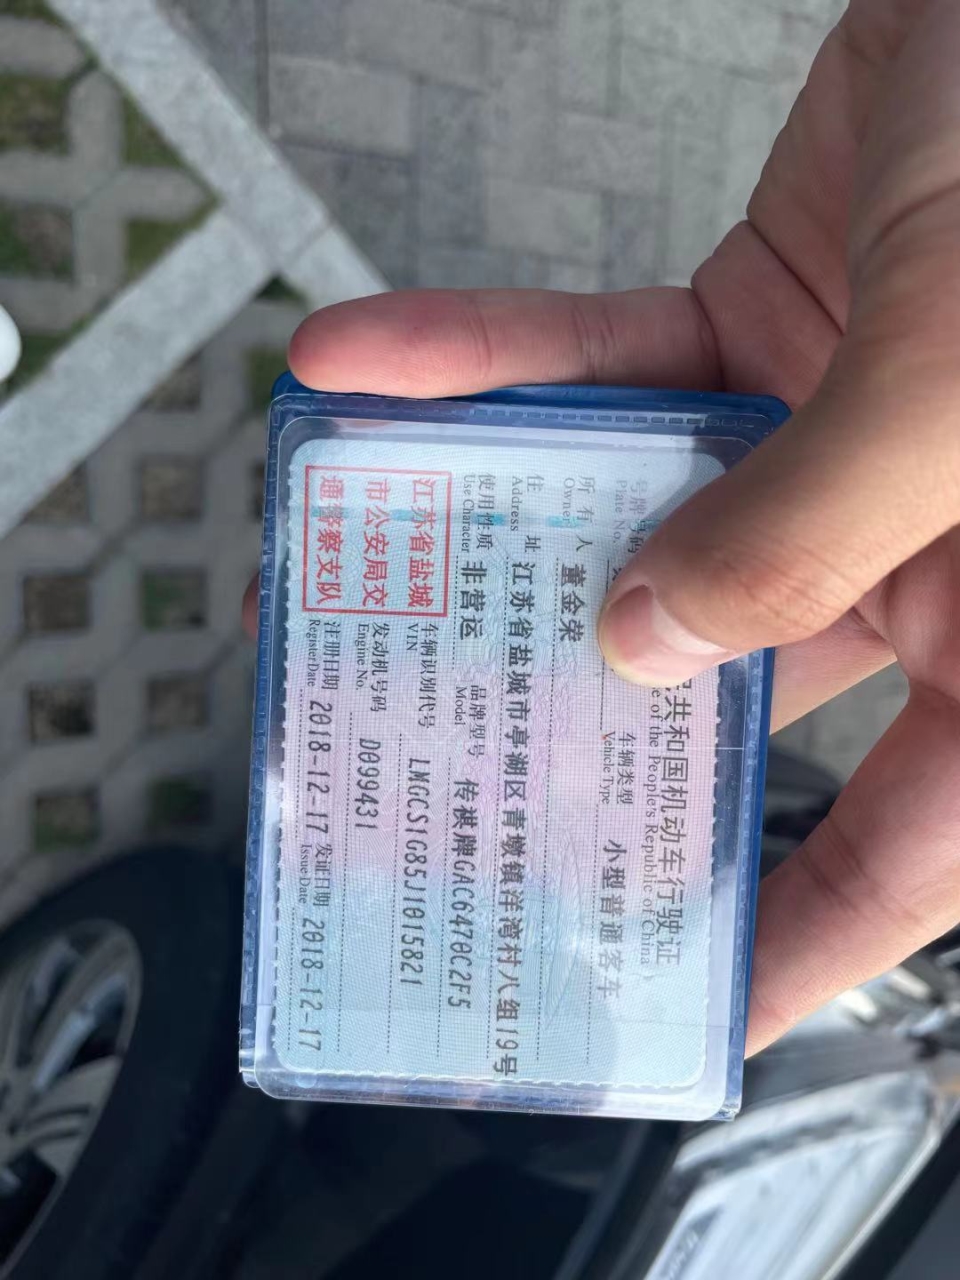 民共和国机动车行驶证
e of the People's Republic of China
号牌号码
Plate No.
车辆类型 小型普通客车
Vehicle Type
所有人 董金荣
Owner
住址 江苏省盐城市亭湖区青墩镇洋湾村八组19号
Address
使用性质 非营运
Use Character
品牌型号 传祺牌GAC6470C2F5
Model
江苏省盐城
市公安局交
通警察支队
车辆识别代号 LMGCS1G85J1015821
VIN
发动机号码 D099431
Engine No.
注册日期 2018-12-17
Register Date
发证日期 2018-12-17
Issue Date